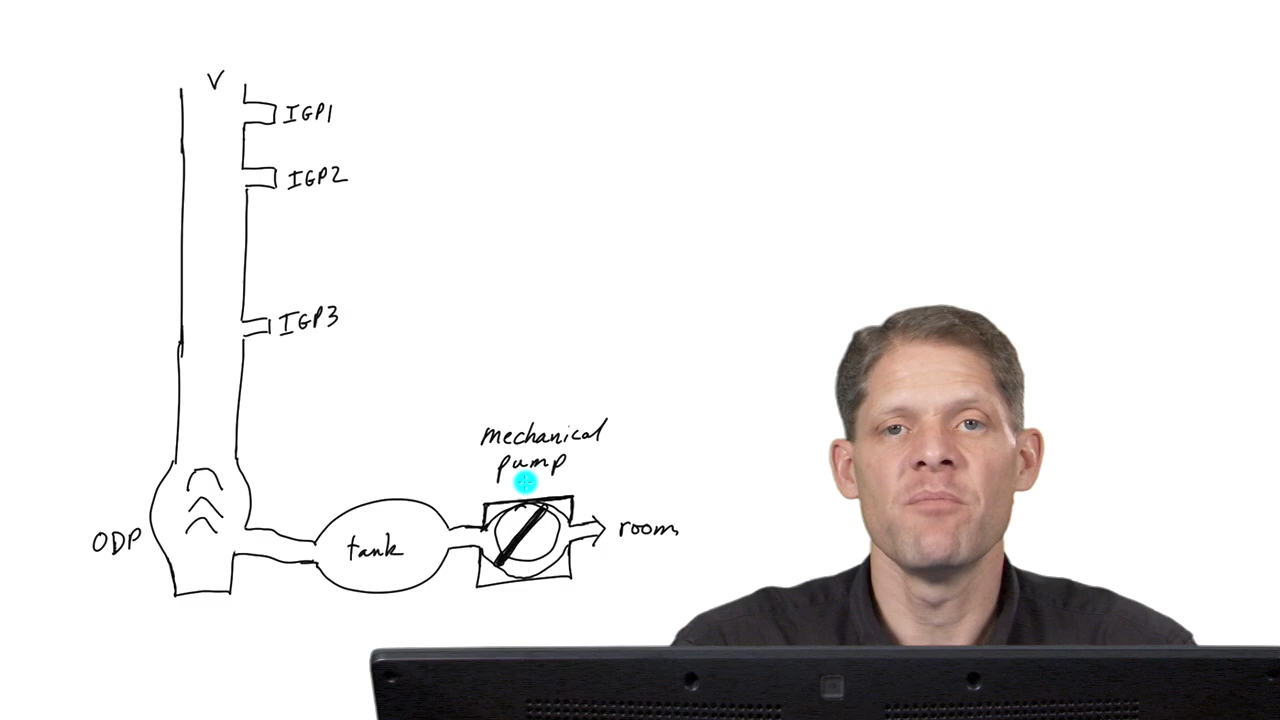 V
IGP1
IGP2
IGP3
mechanical
pump
ODP
tank
room